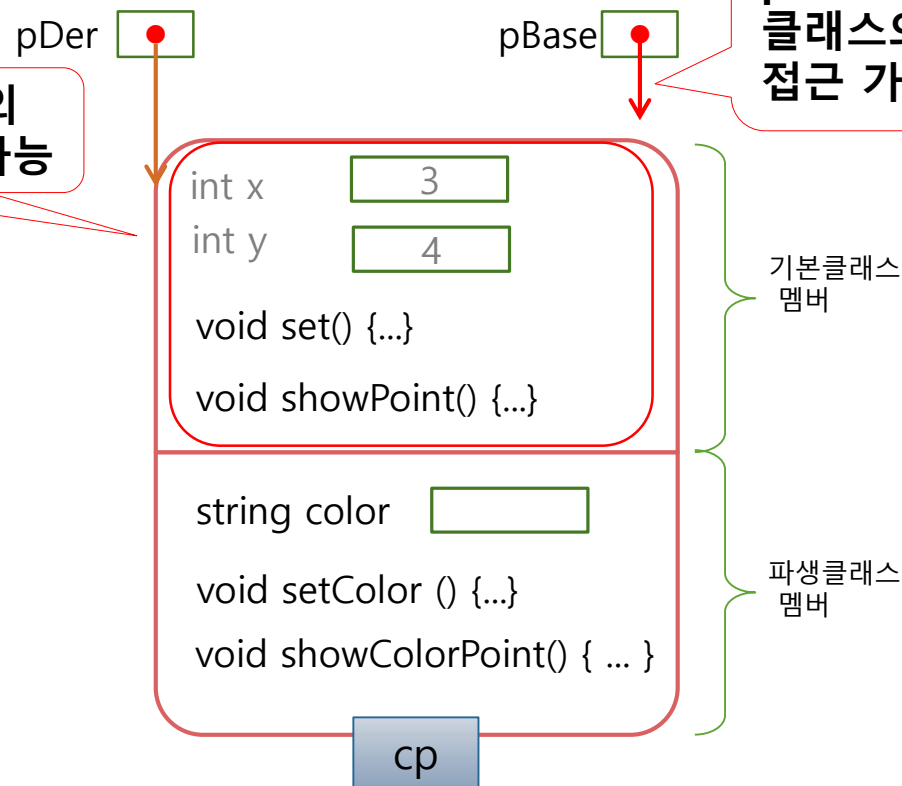 pDer
pBase
클래스으
접근 가
의
가능
int x
3
int y
4
void set() {...}
void showPoint() {...}
기본클래스
멤버
string color
void setColor () {...}
void showColorPoint() { ... }
파생클래스
멤버
cp